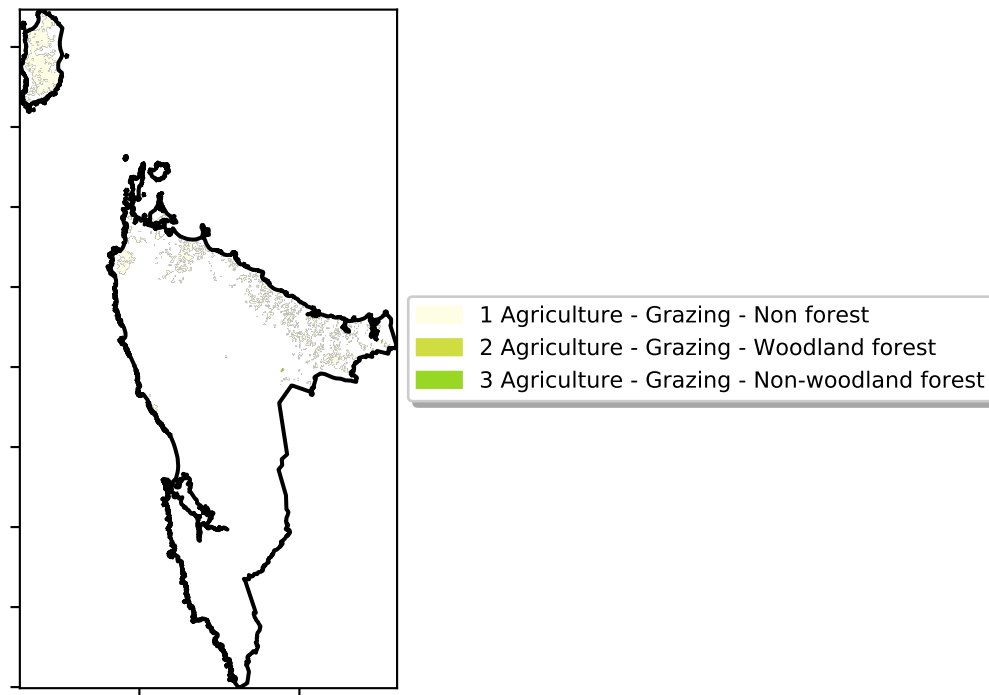 1 Agriculture - Grazing - Non forest
2 Agriculture - Grazing - Woodland forest
3 Agriculture - Grazing - Non-woodland forest